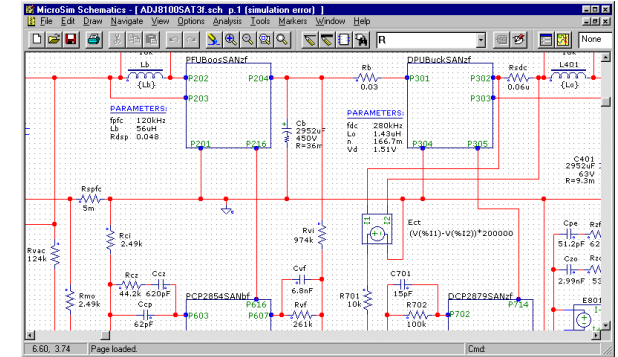 MicroSim Schematics - [ ADJ8100SAT3f.sch  p.1 (simulation error) ]
File Edit Draw Navigate View Options Analysis Tools Markers Window Help
R
None
Lb
{Lb}
PFUBoosSANzf
P202
P204
P203
P201
P216
PARAMETERS:
fpfc 120kHz
Lb 56uH
Rdsp 0.048
Cb
2952u
450V
R=36m
Rb
0.03
DPUBuckSANzf
P301
P302
P303
P304
P305
PARAMETERS:
fdc 280kHz
Lo 1.43uH
n 166.7m
Vd 1.51V
Rsdc
0.06u
L401
{Lo}
C401
2952uF
63V
R=9.3m
Rspfc
5m
Rvac
124k
Rci
2.49k
Rmo
2.49k
Rcz
44.2k
Ccz
620pF
Ccp
62pF
PCP2854SANbf
P603
P616
P607
Rvi
974k
Cvf
6.8nF
Rvf
261k
I1
I2
Ect
(V(%I1)-V(%I2))*200000
R701
10k
C701
15pF
R702
100k
DCP2879SANzf
P702
P714
Cpe
51.2pF
Rzf
62
Czo
2.99nF
Rz
53
E801
6.60, 3.74
Page loaded.
Cmd: